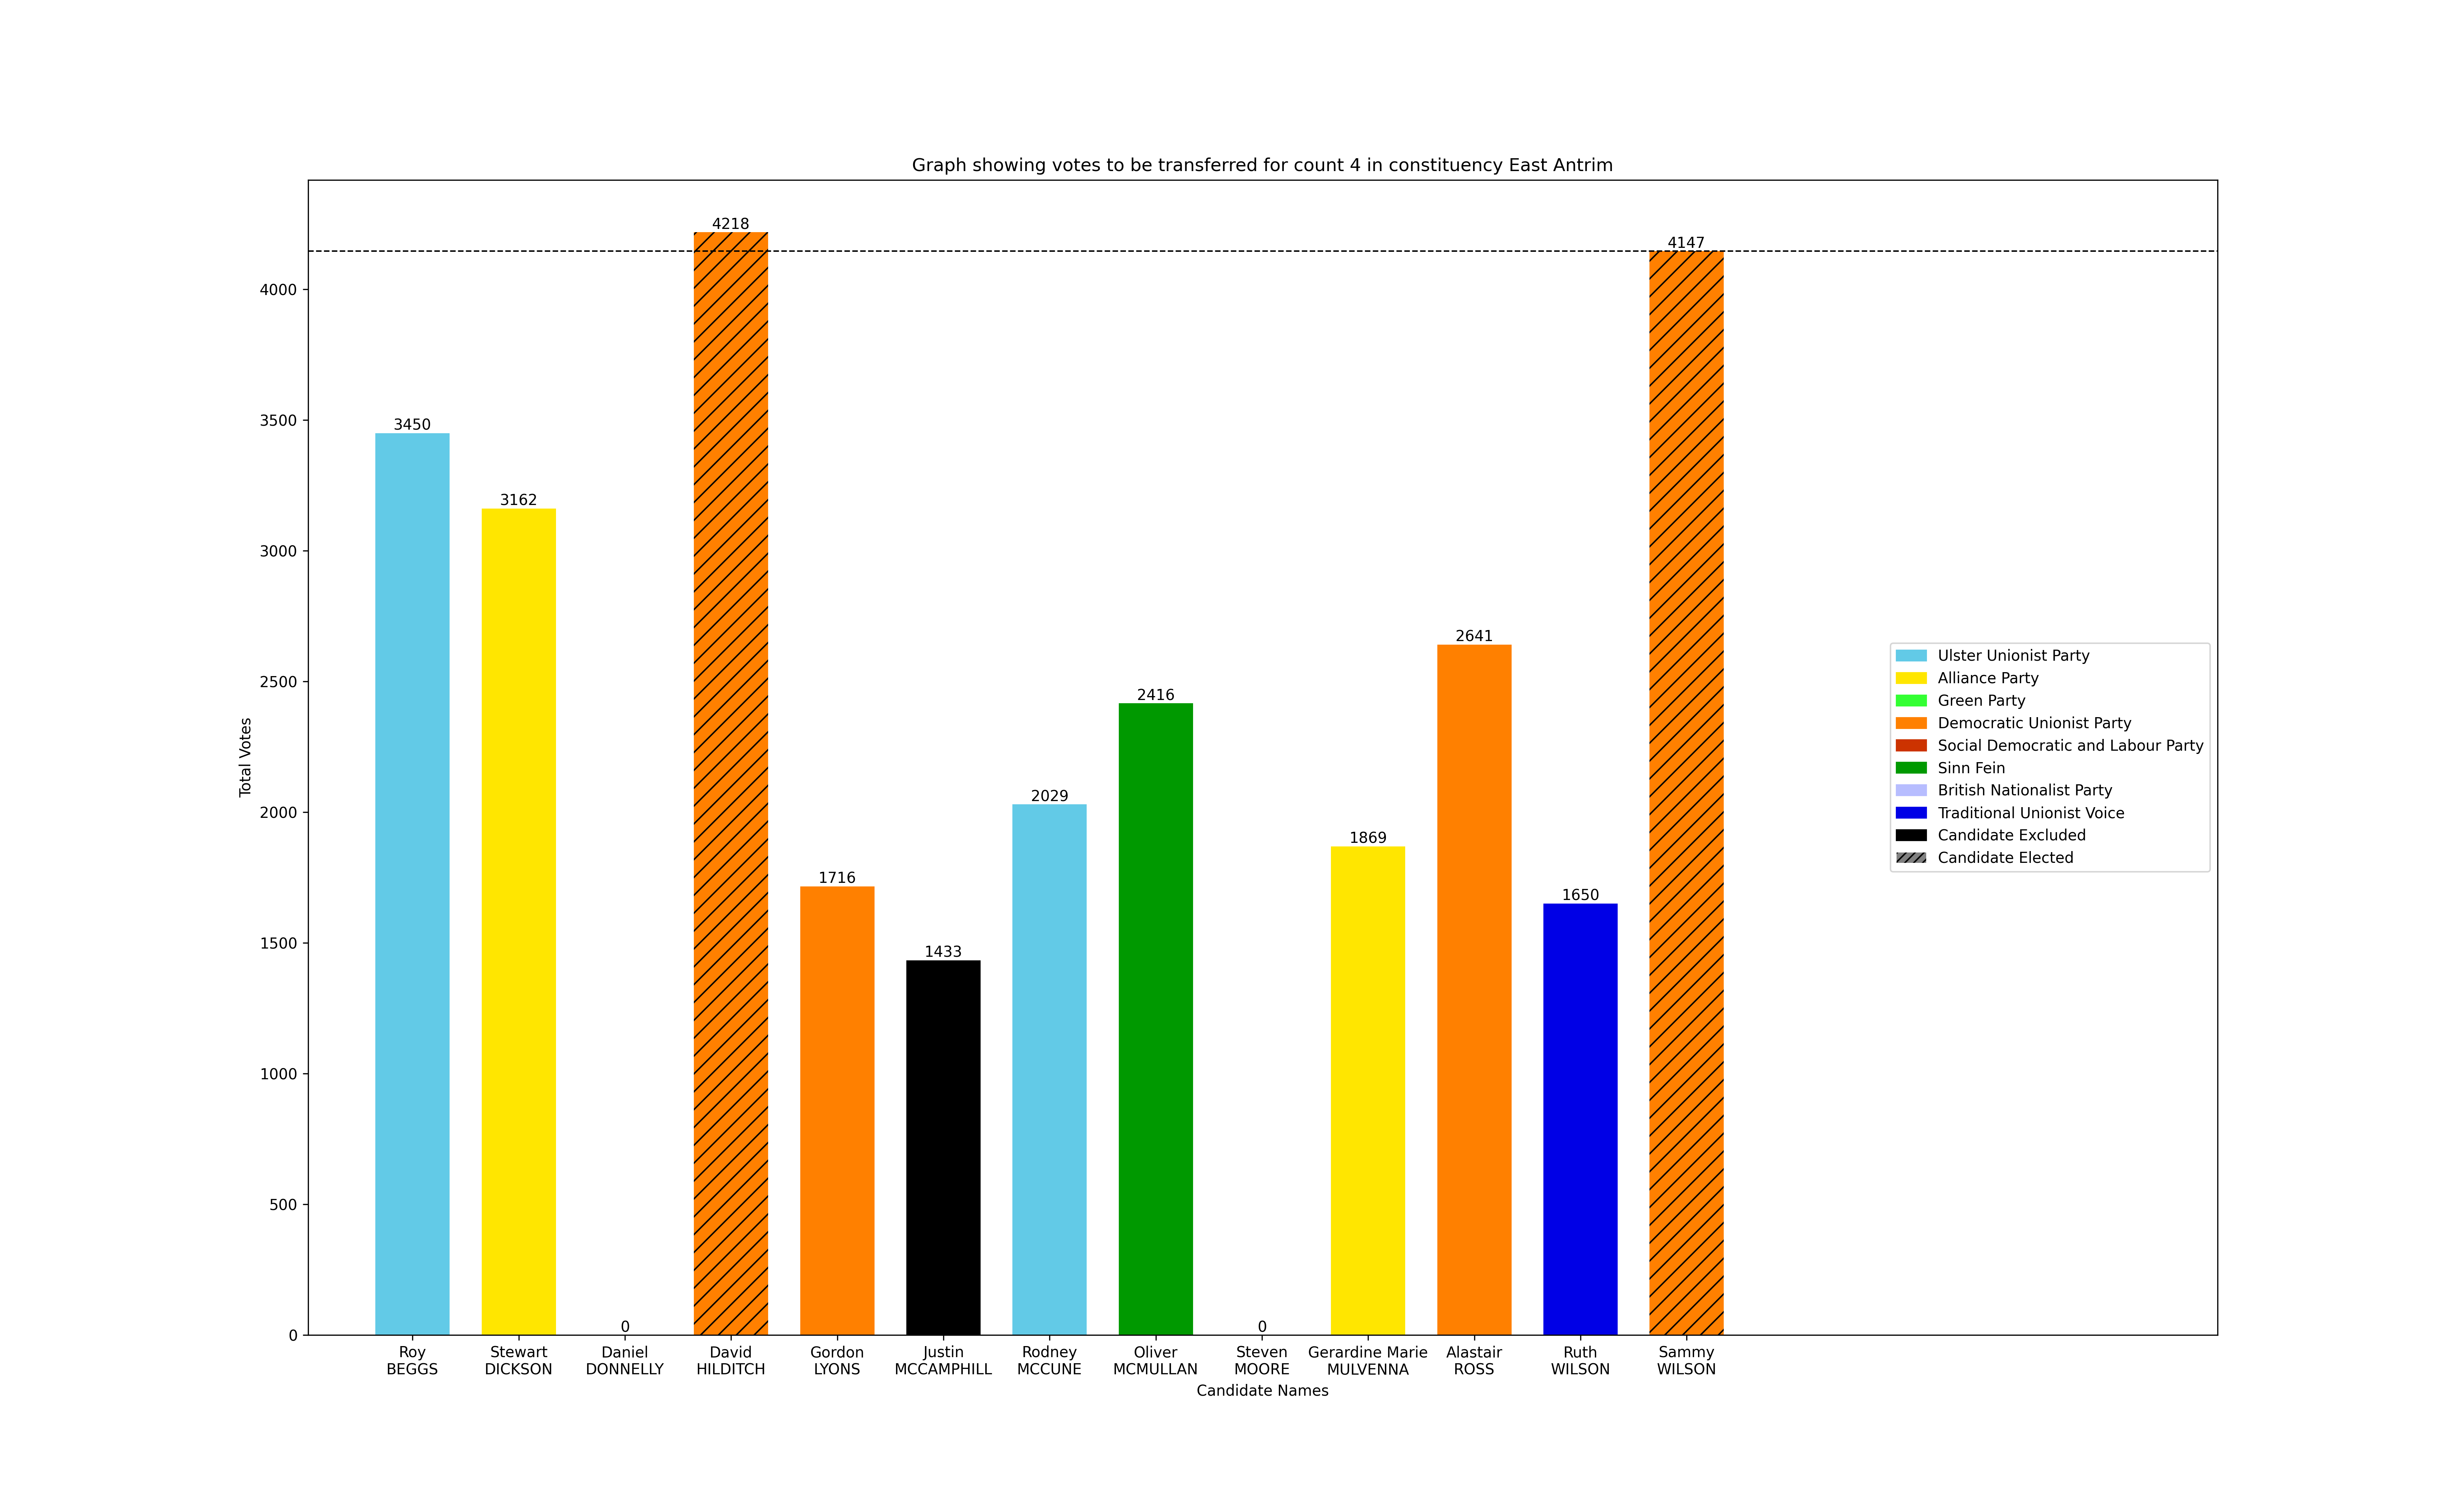 Graph showing votes to be transferred for count 4 in constituency East Antrim
Total Votes
4000
3500
3000
2500
2000
1500
1000
500
0
3450
3162
0
4218
1716
1433
2029
2416
0
1869
2641
1650
4147
Roy
BEGGS
Stewart
DICKSON
Daniel
DONNELLY
David
HILDITCH
Gordon
LYONS
Justin
MCCAMPHILL
Rodney
MCCUNE
Oliver
MCMULLAN
Steven
MOORE
Gerardine Marie
MULVENNA
Alastair
ROSS
Ruth
WILSON
Sammy
WILSON
Candidate Names
Ulster Unionist Party
Alliance Party
Green Party
Democratic Unionist Party
Social Democratic and Labour Party
Sinn Fein
British Nationalist Party
Traditional Unionist Voice
Candidate Excluded
Candidate Elected